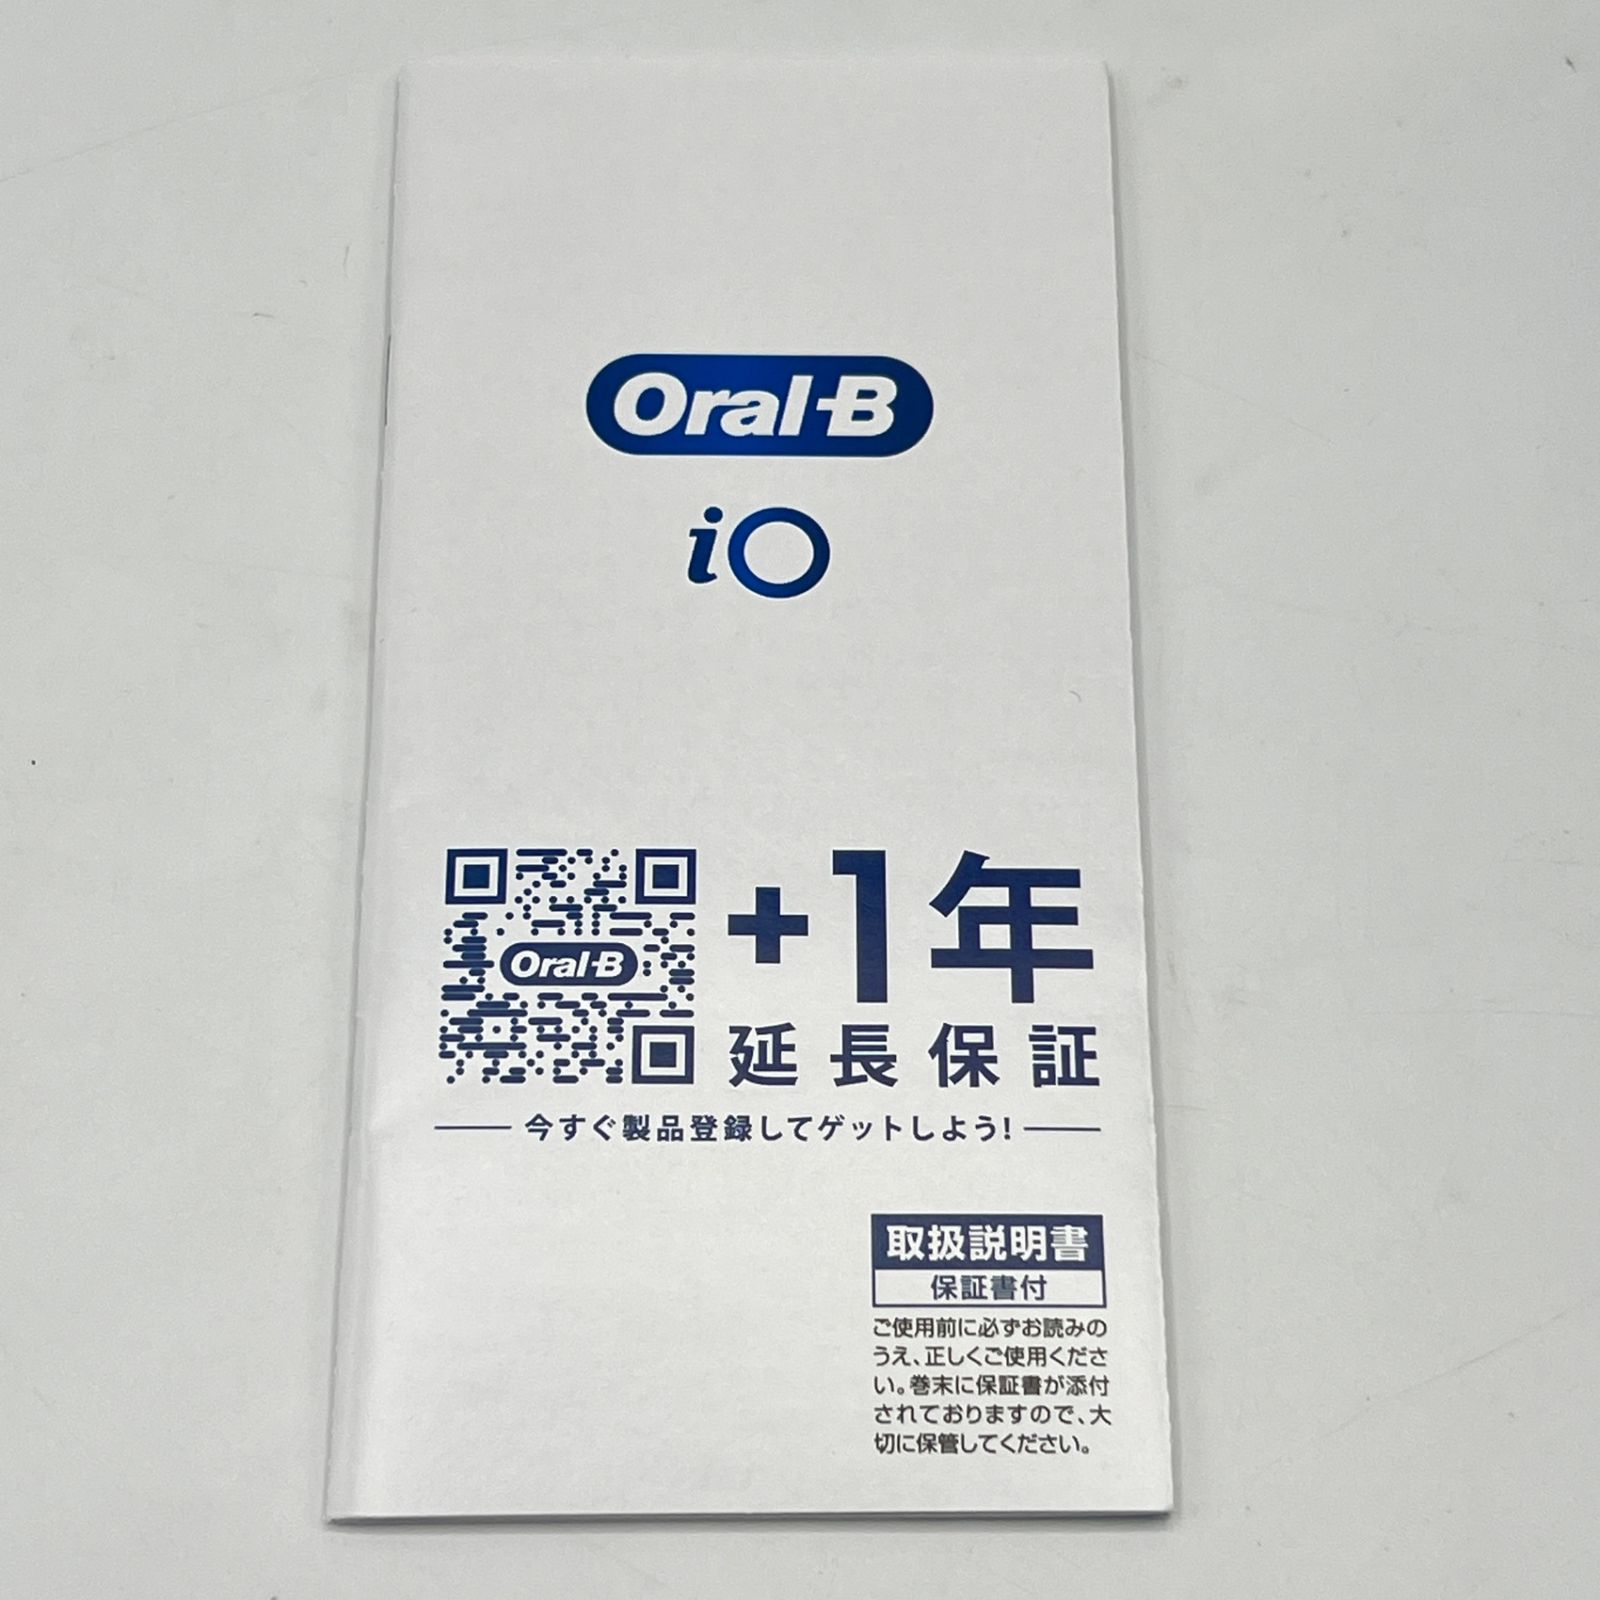 Oral-B
iO
Oral-B
+1年
延長保証
今すぐ製品登録してゲットしよう!
取扱説明書
保証書付
ご使用前に必ずお読みの
うえ、正しくご使用くださ
い。巻末に保証書が添付
されておりますので、大
切に保管してください。